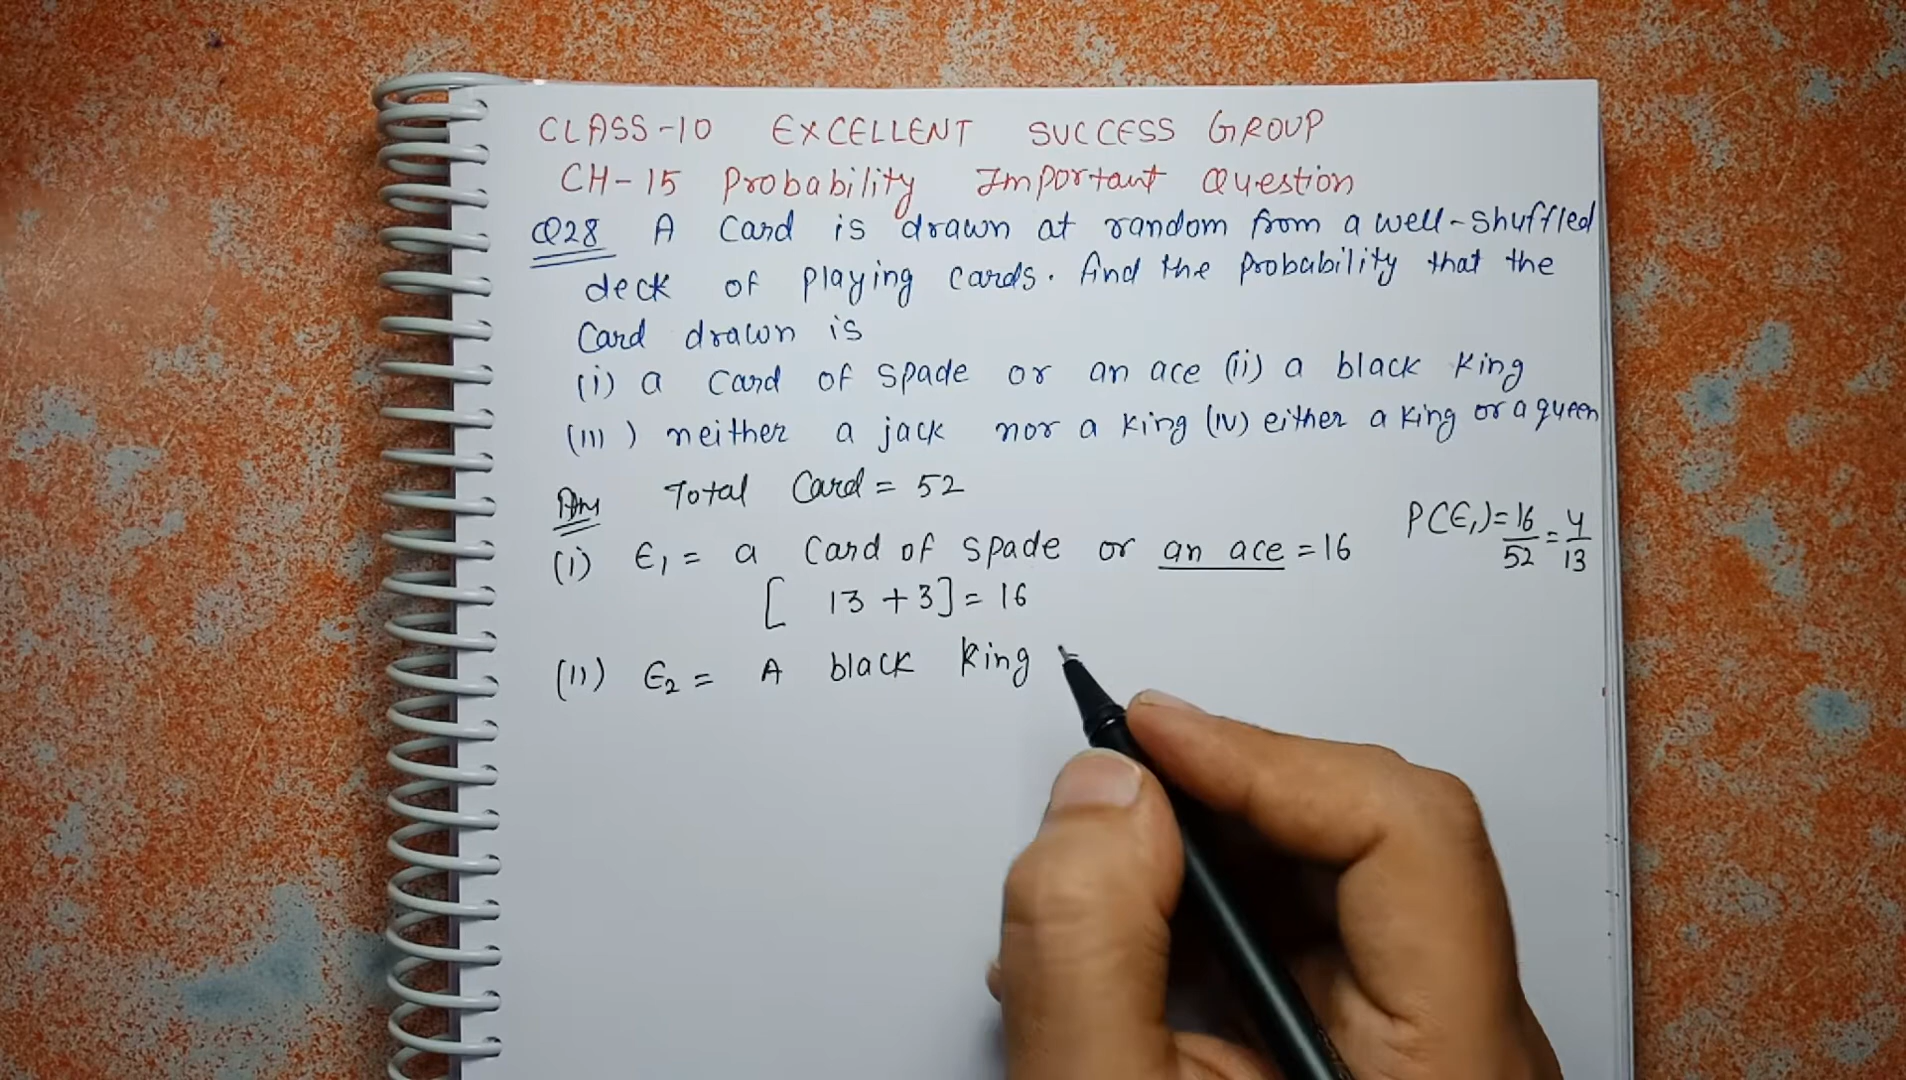 CLASS-10 EXCELLENT SUCCESS GROUP
CH-15 Probability Important Question
Q28 A Card is drawn at random from a well-shuffled
deck of playing cards. find the probability that the
Card drawn is
(i) a card of spade or an ace (ii) a black king
(iii) neither a jack nor a king (iv) either a king or a queen
Ans Total Card = 52
(i) E₁ = a Card of spade or an ace = 16 P(E₁) = 16/52 = 4/13
[ 13 + 3] = 16
(ii) E₂ = A black king